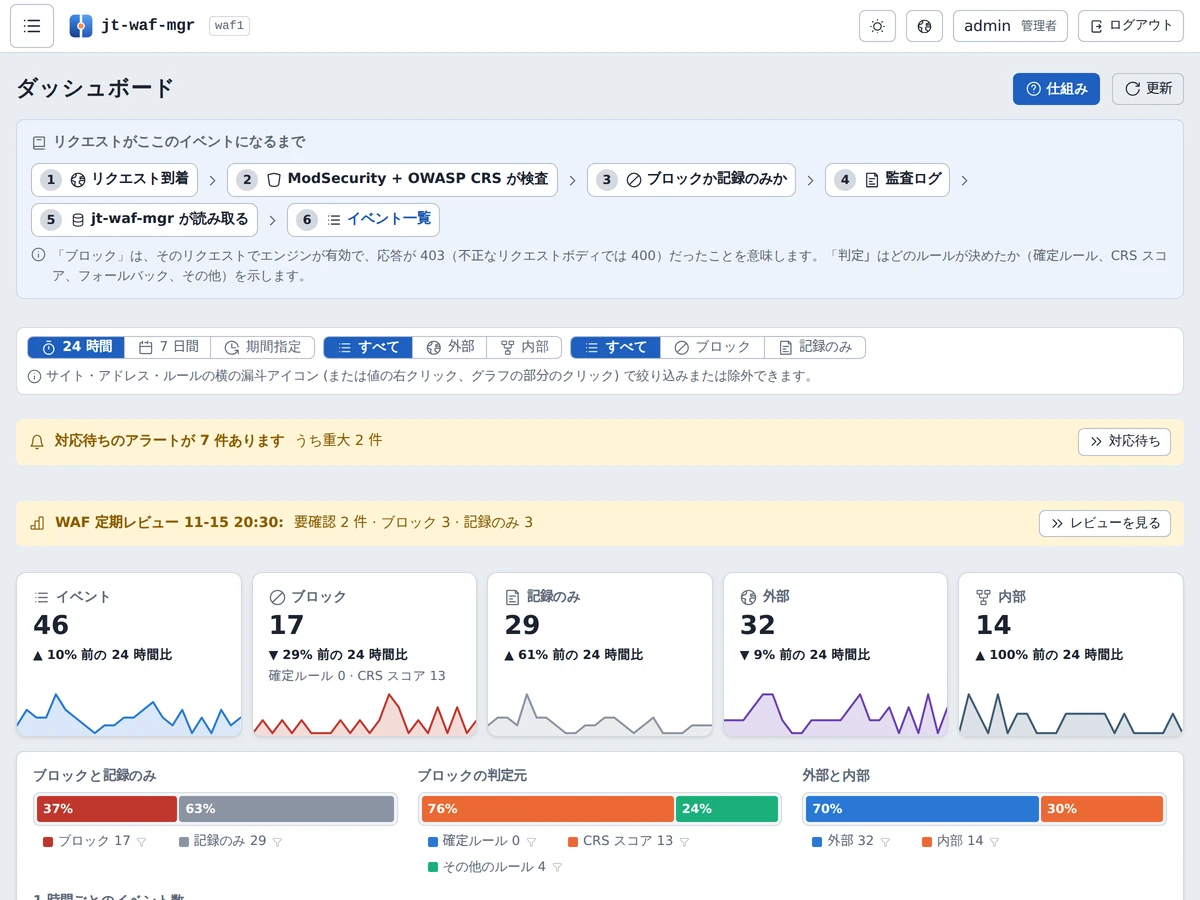 jt-waf-mgr waf1 admin 管理者 ログアウト
ダッシュボード 仕組み 更新
リクエストがここのイベントになるまで
1 リクエスト到着 2 ModSecurity + OWASP CRS が検査 3 ブロックか記録のみか 4 監査ログ
5 jt-waf-mgr が読み取る 6 イベント一覧
「ブロック」は、そのリクエストでエンジンが有効で、応答が 403（不正なリクエストボディでは 400）だったことを意味します。「判定」はどのルールが決めたか（確定ルール、CRS スコ
ア、フォールバック、その他）を示します。
24 時間 7 日間 期間指定 すべて 外部 内部 すべて ブロック 記録のみ
サイト・アドレス・ルールの横の漏斗アイコン (または値の右クリック、グラフの部分のクリック) で絞り込みまたは除外できます。
対応待ちのアラートが 7 件あります うち重大 2 件 対応待ち
WAF 定期レビュー 11-15 20:30: 要確認 2 件 · ブロック 3 · 記録のみ 3 レビューを見る
イベント ブロック 記録のみ 外部 内部
46 17 29 32 14
▲ 10% 前の 24 時間比 ▼ 29% 前の 24 時間比 ▲ 61% 前の 24 時間比 ▼ 9% 前の 24 時間比 ▲ 100% 前の 24 時間比
確定ルール 0 · CRS スコア 13
ブロックと記録のみ ブロックの判定元 外部と内部
37% 63% 76% 24% 70% 30%
ブロック 17 記録のみ 29 確定ルール 0 CRS スコア 13 外部 32 内部 14
その他のルール 4
1 時間ごとのイベント数